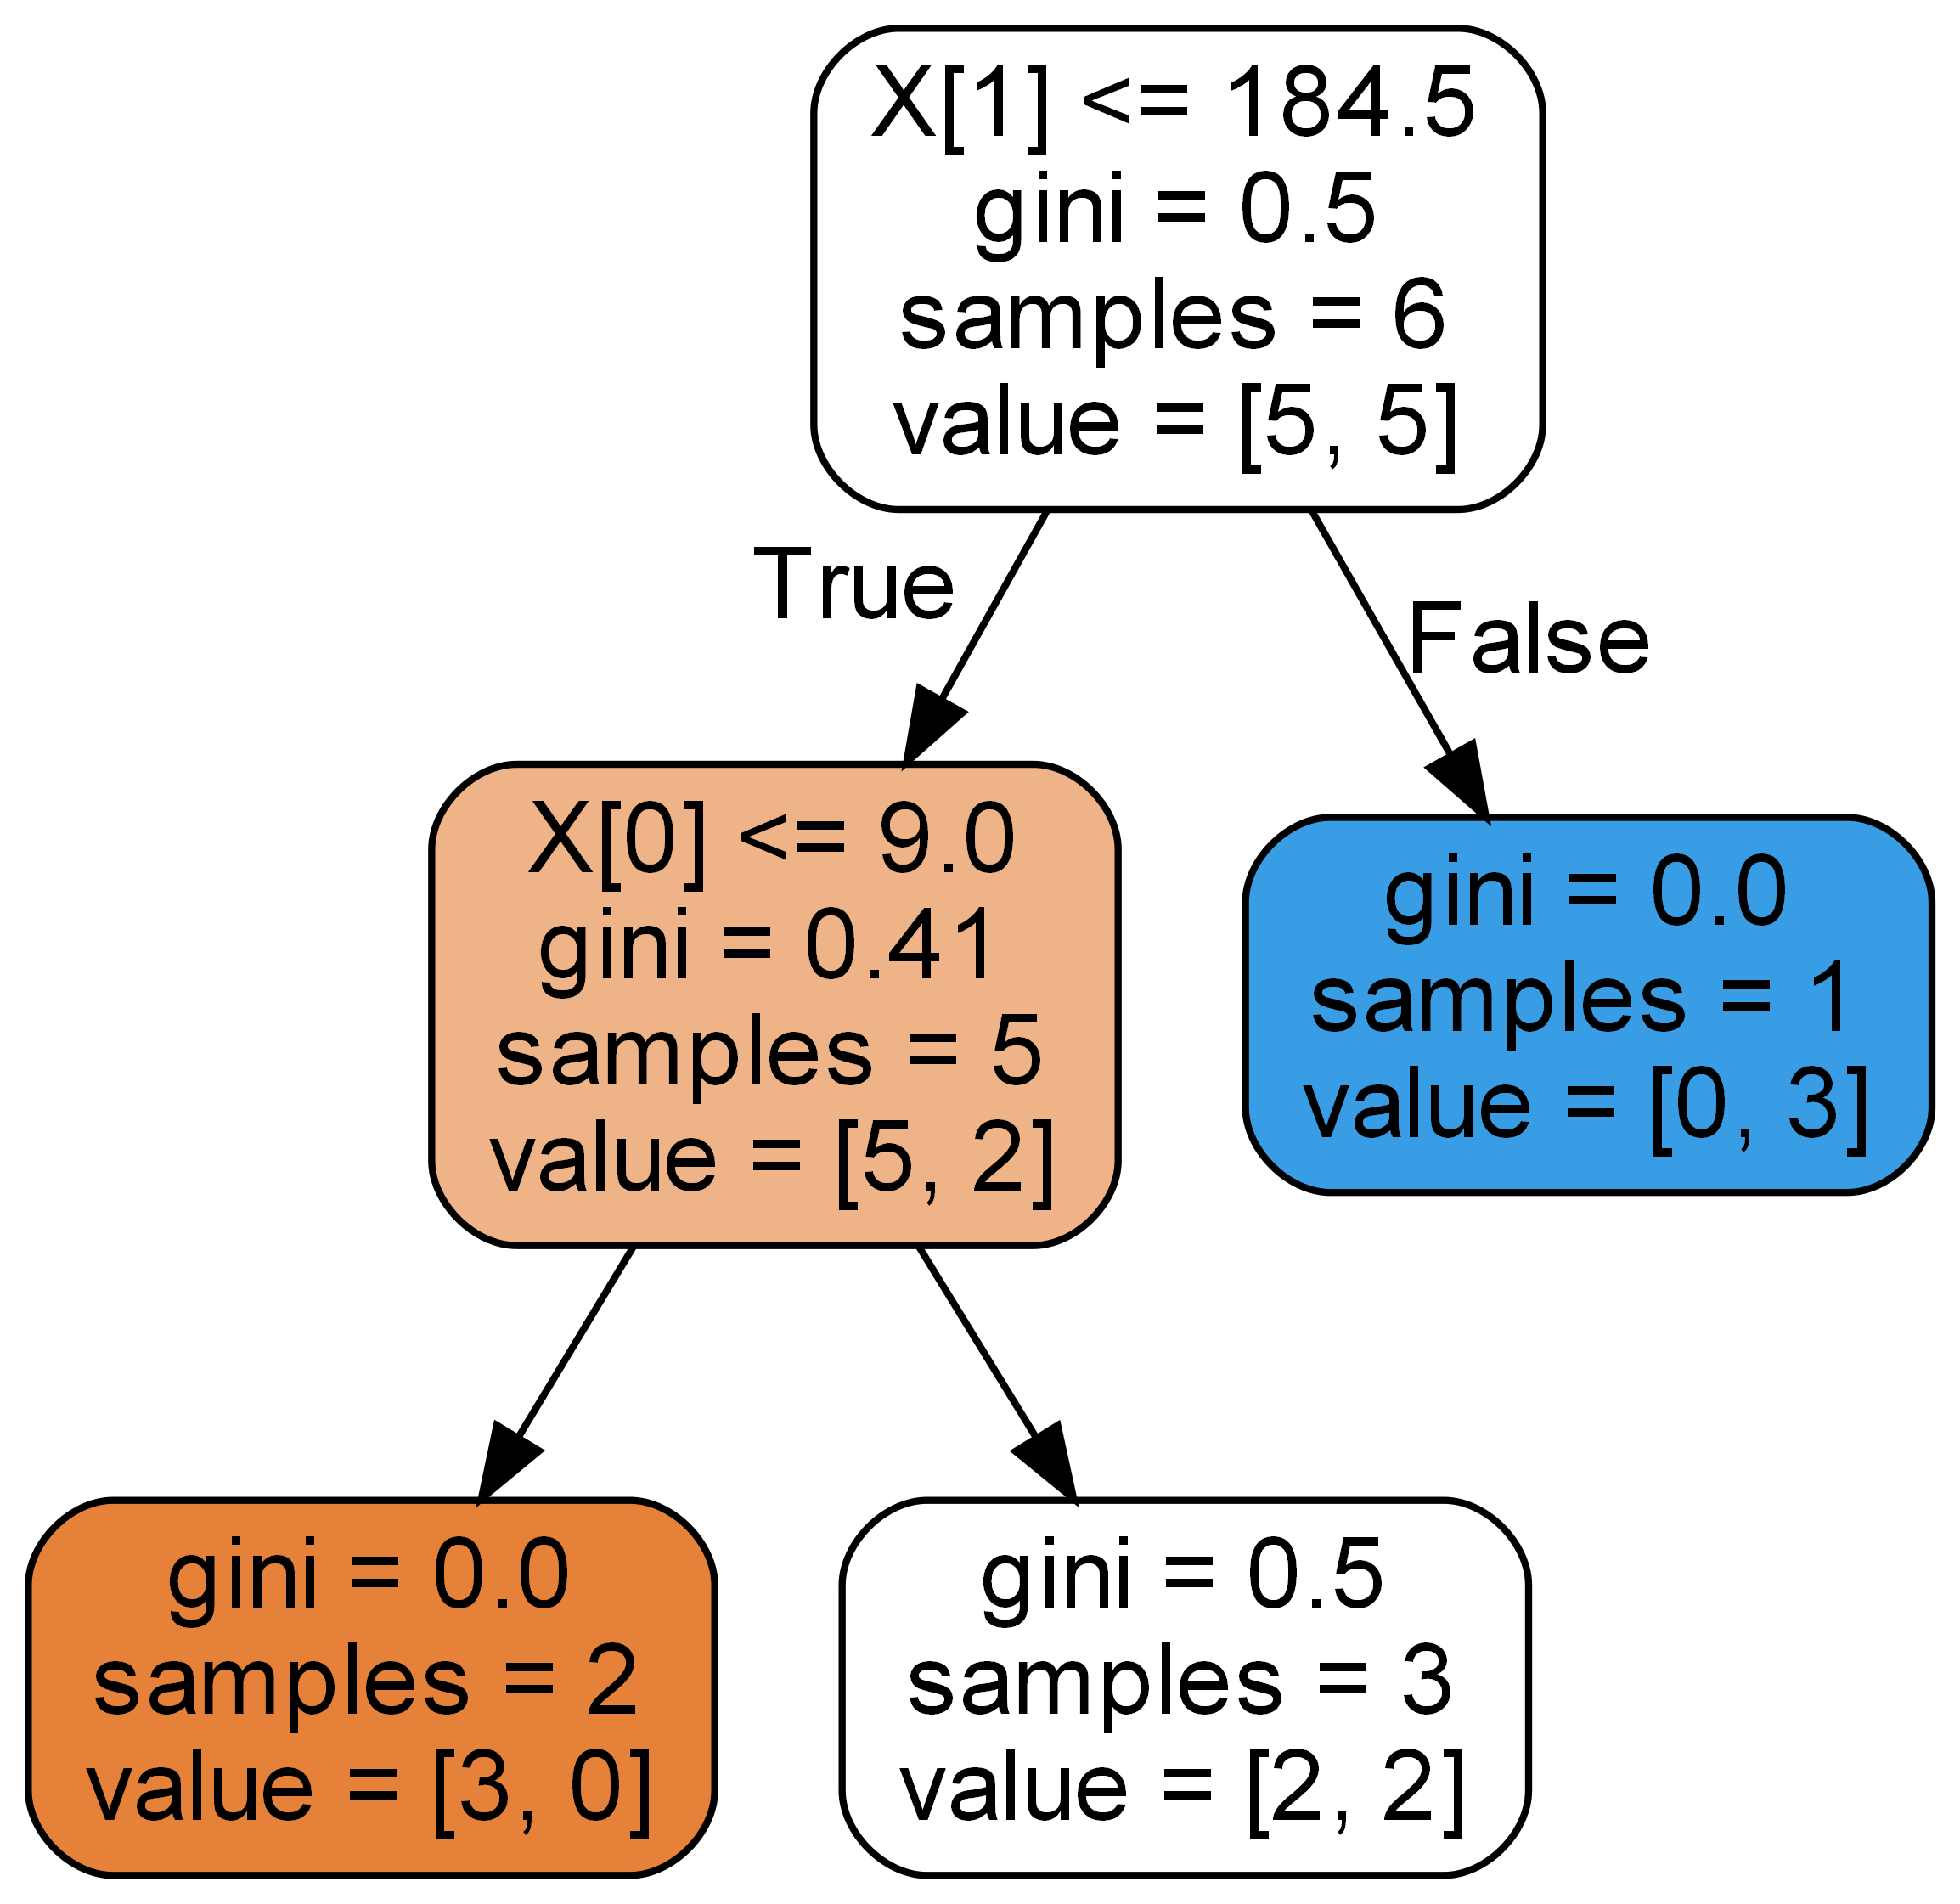 X[1] <= 184.5
gini = 0.5
samples = 6
value = [5, 5]
True
False
X[0] <= 9.0
gini = 0.41
samples = 5
value = [5, 2]
gini = 0.0
samples = 1
value = [0, 3]
gini = 0.0
samples = 2
value = [3, 0]
gini = 0.5
samples = 3
value = [2, 2]